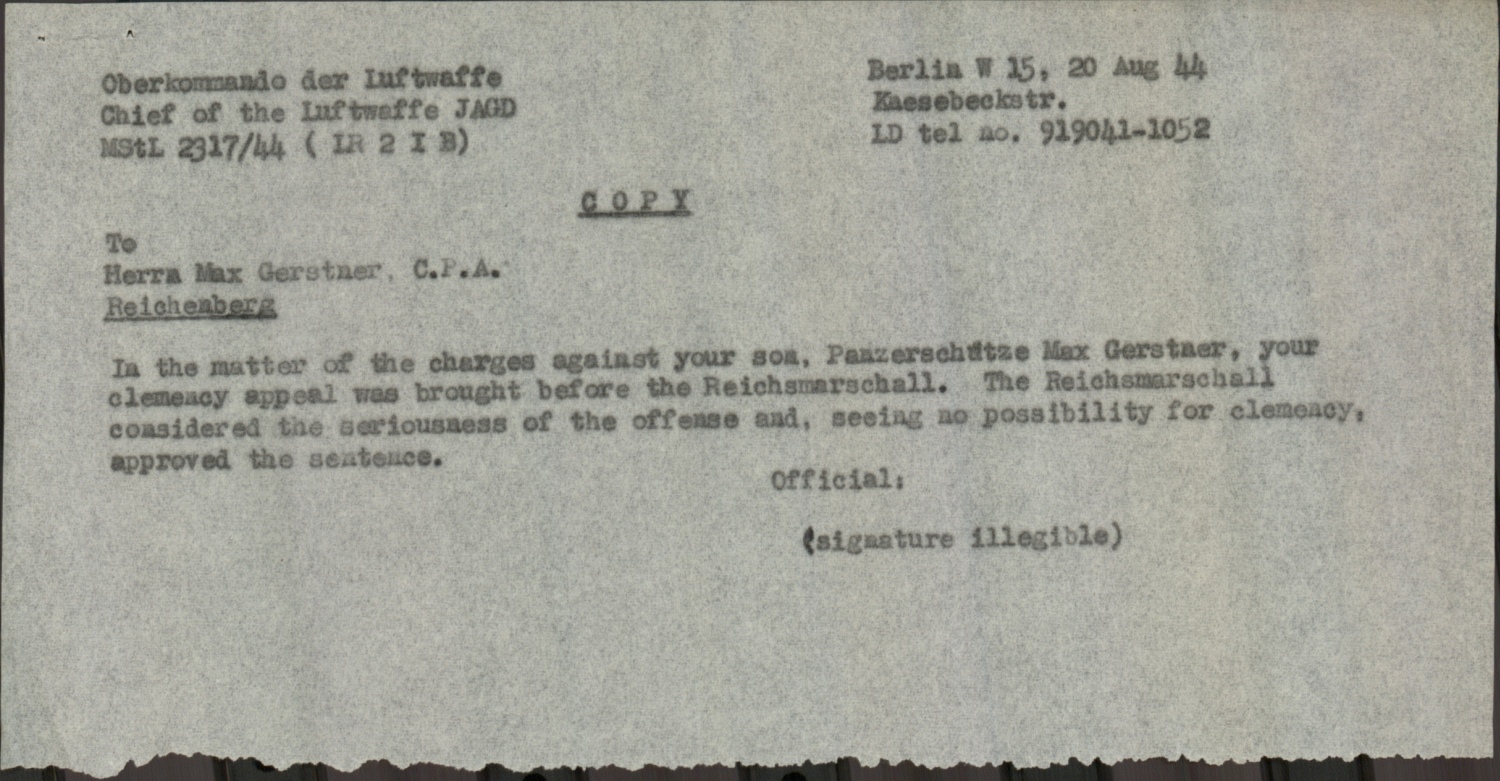 Oberkommando der Luftwaffe
Chief of the Luftwaffe JAGD
MStL 2317/44 ( LR 2 I B)
Berlin W 15, 20 Aug 44
Knesebeckstr.
LD tel no. 919041-1052
C O P Y
To
Herrn Max Gerstner, C.P.A.
Reichenberg
In the matter of the charges against your son, Panzerschütze Max Gerstner, your
clemency appeal was brought before the Reichsmarschall. The Reichsmarschall
considered the seriousness of the offense and, seeing no possibility for clemency,
approved the sentence.
Official:
(signature illegible)